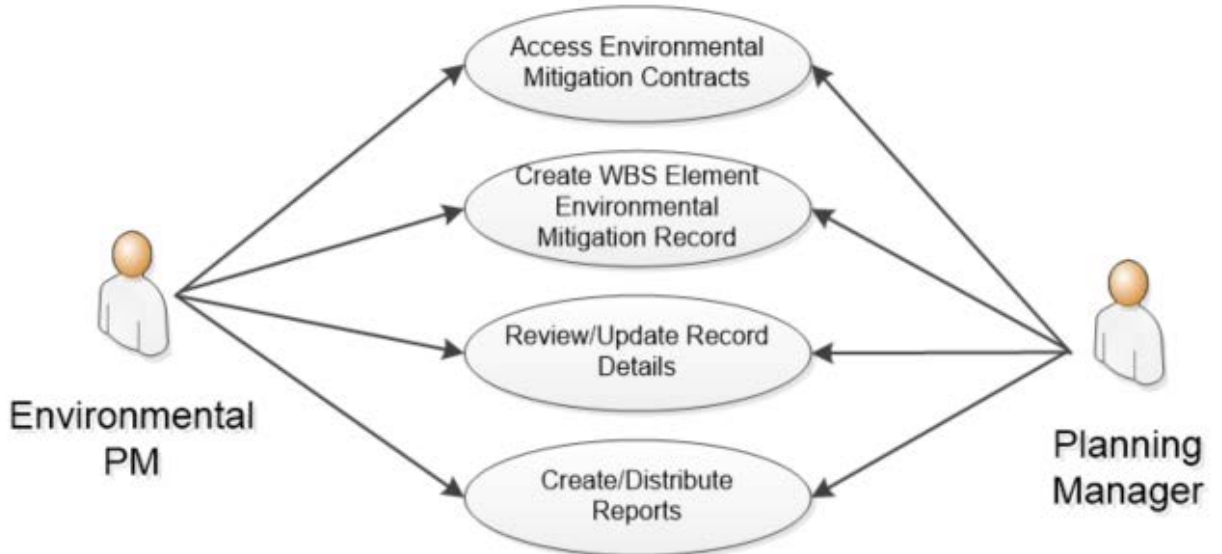 Access Environmental
Mitigation Contracts
Create WBS Element
Environmental
Mitigation Record
Review/Update Record
Details
Create/Distribute
Reports
Environmental
PM
Planning
Manager